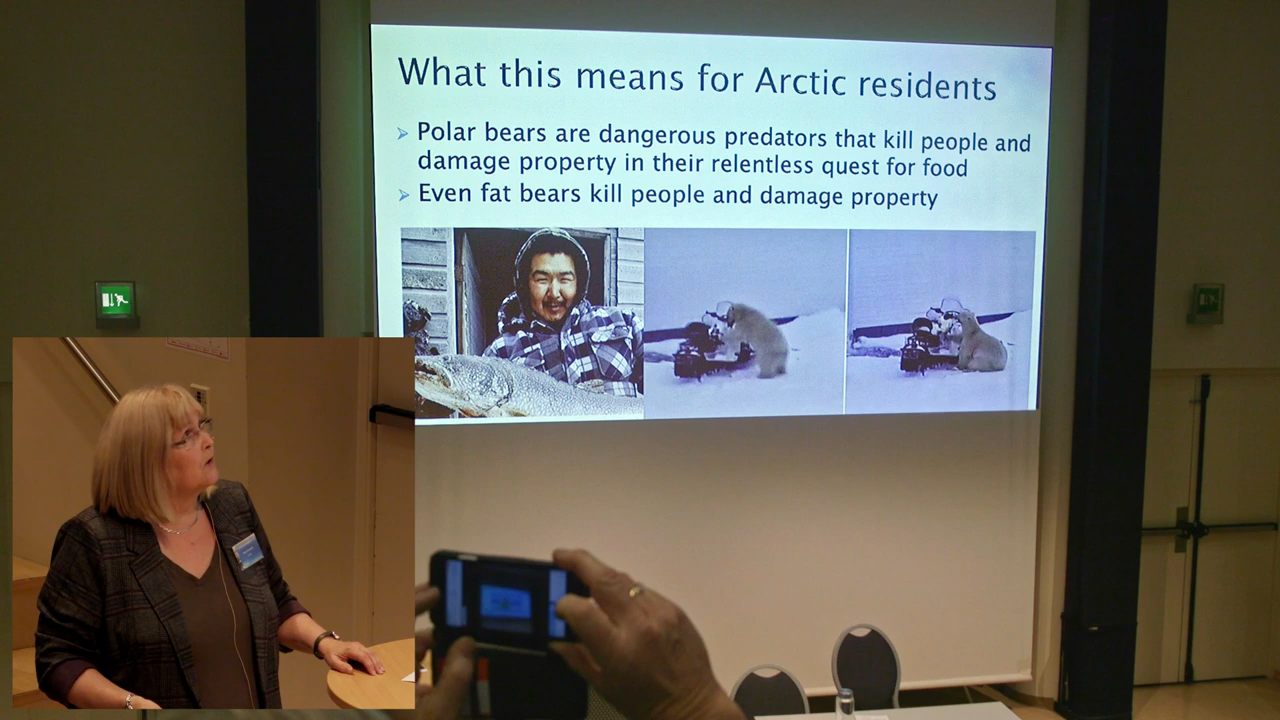 What this means for Arctic residents
Polar bears are dangerous predators that kill people and
damage property in their relentless quest for food
Even fat bears kill people and damage property